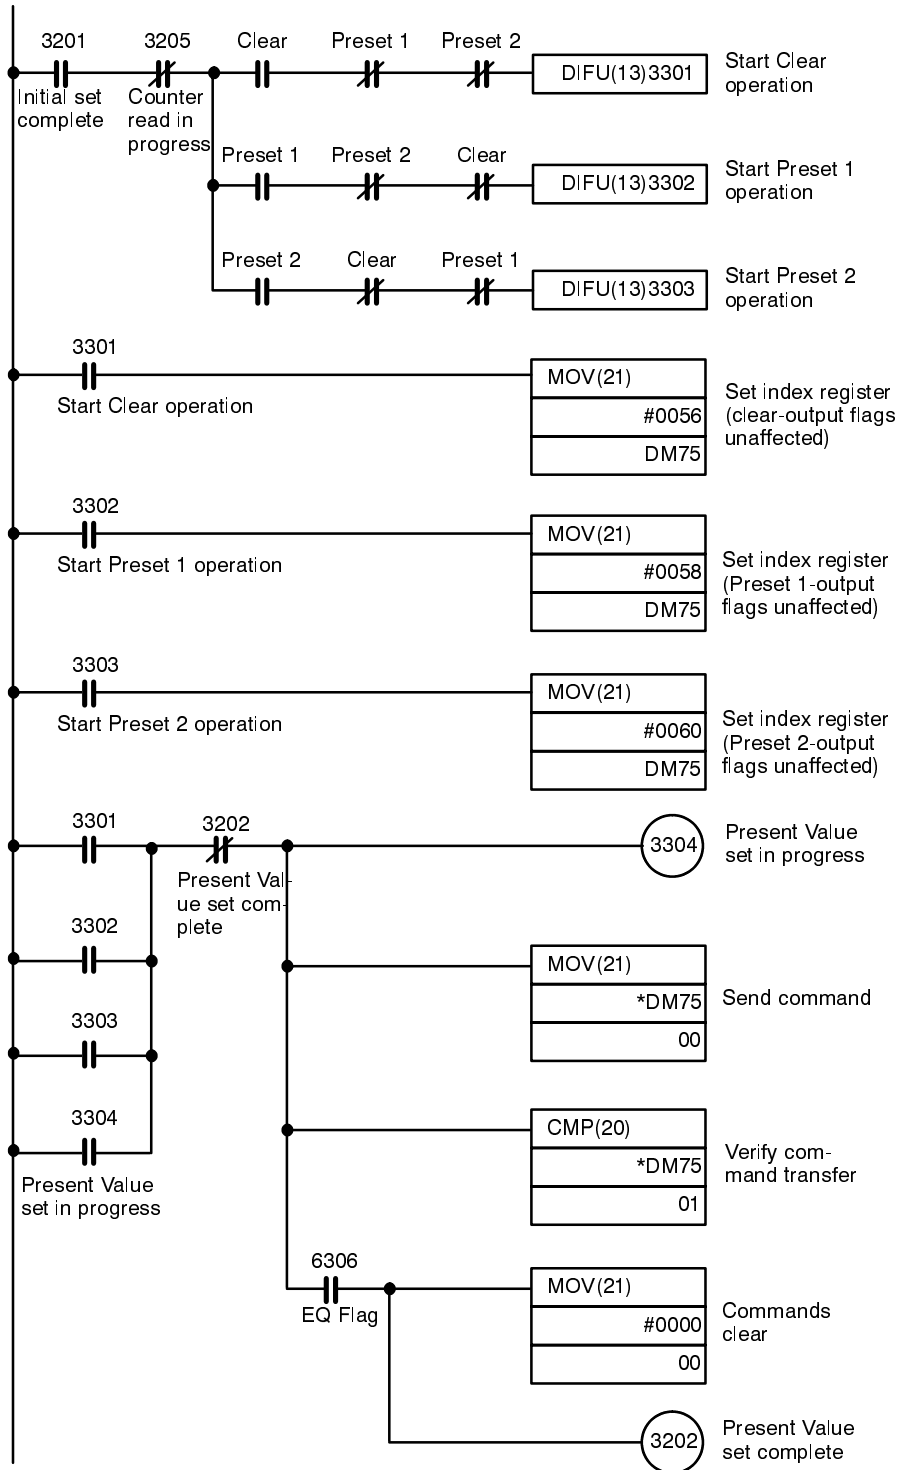 3201 3205 Clear Preset 1 Preset 2
DIFU(13)3301
Start Clear
operation
Initial set
complete
Counter
read in
progress
Preset 1 Preset 2 Clear
DIFU(13)3302
Start Preset 1
operation
Preset 2 Clear Preset 1
DIFU(13)3303
Start Preset 2
operation
3301
Start Clear operation
MOV(21)
#0056
DM75
Set index register
(clear-output flags
unaffected)
3302
Start Preset 1 operation
MOV(21)
#0058
DM75
Set index register
(Preset 1-output
flags unaffected)
3303
Start Preset 2 operation
MOV(21)
#0060
DM75
Set index register
(Preset 2-output
flags unaffected)
3301
3202
Present Val-
ue set com-
plete
3304
Present Value
set in progress
3302
MOV(21)
*DM75
00
Send command
3303
3304
Present Value
set in progress
CMP(20)
*DM75
01
Verify com-
mand transfer
6306
EQ Flag
MOV(21)
#0000
00
Commands
clear
3202
Present Value
set complete